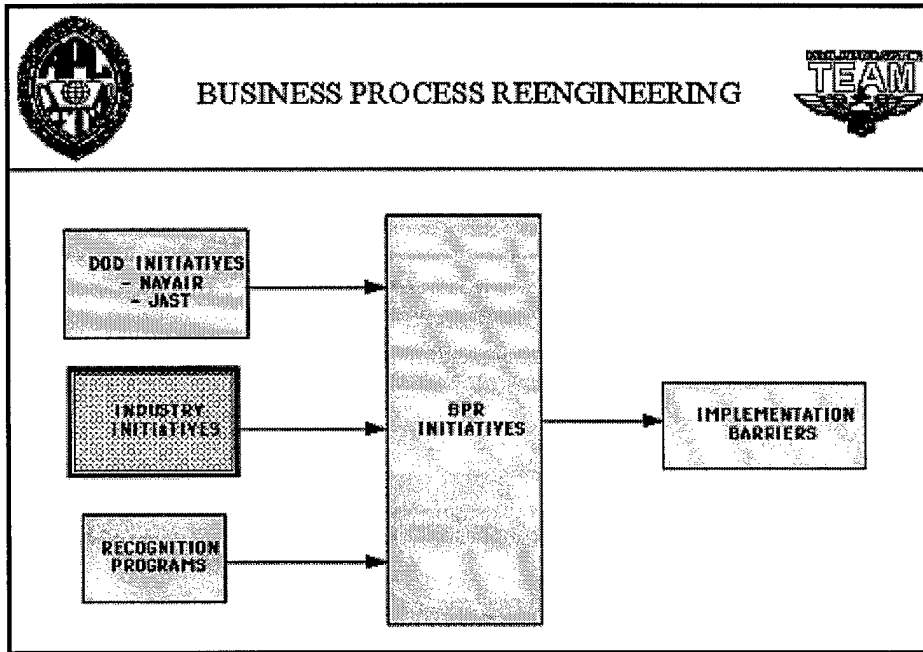 BUSINESS PROCESS REENGINEERING
TEAM
DOD INITIATIVES
- NAVAIR
- JAST
INDUSTRY
INITIATIVES
RECOGNITION
PROGRAMS
BPR
INITIATIVES
IMPLEMENTATION
BARRIERS